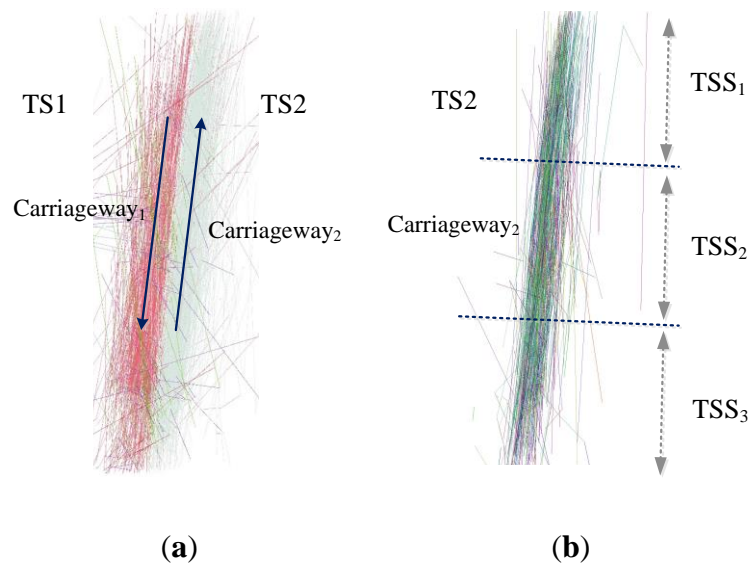 TS1
TS2
Carriageway₁
Carriageway₂
(a)
TS2
Carriageway₂
TSS₁
TSS₂
TSS₃
(b)